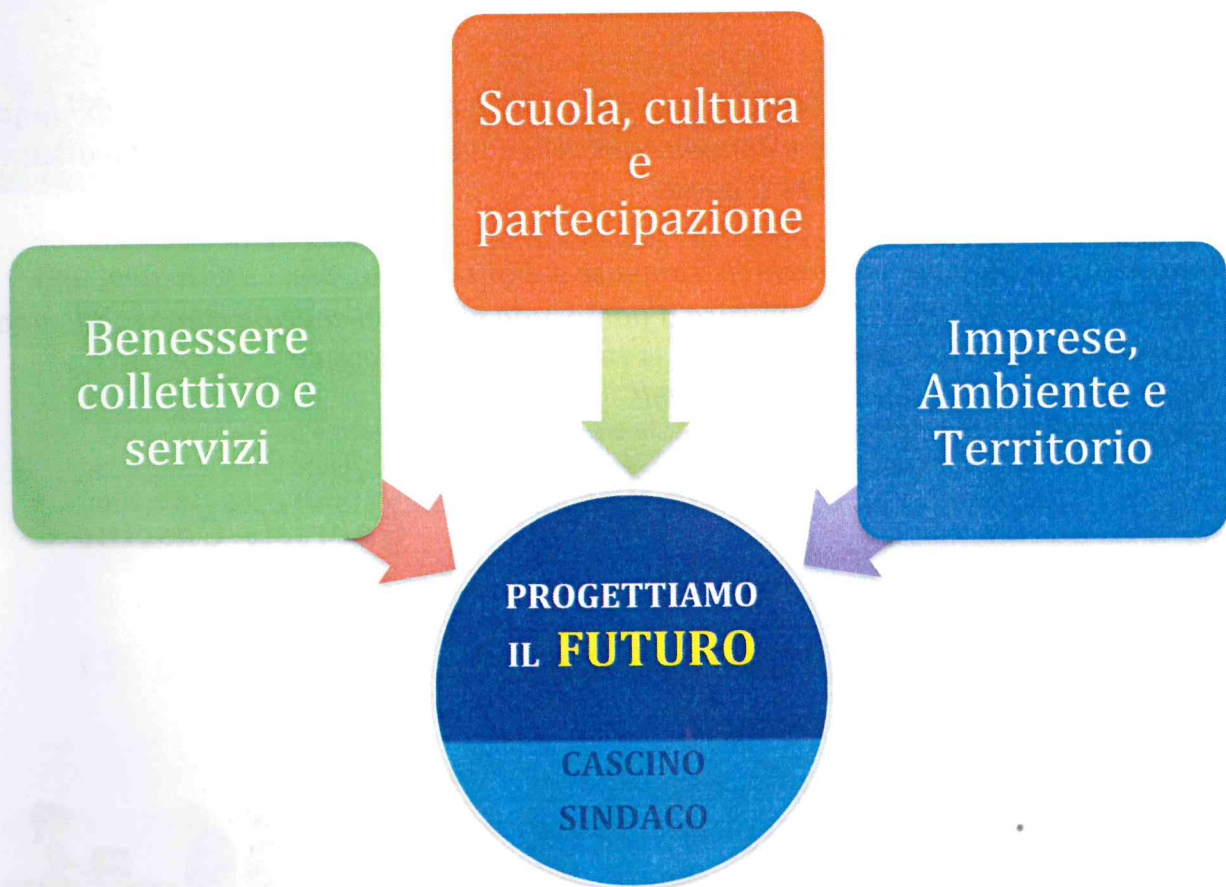 Scuola, cultura
e
partecipazione
Benessere
collettivo e
servizi
Imprese,
Ambiente e
Territorio
PROGETTIAMO
IL FUTURO
CASCINO
SINDACO